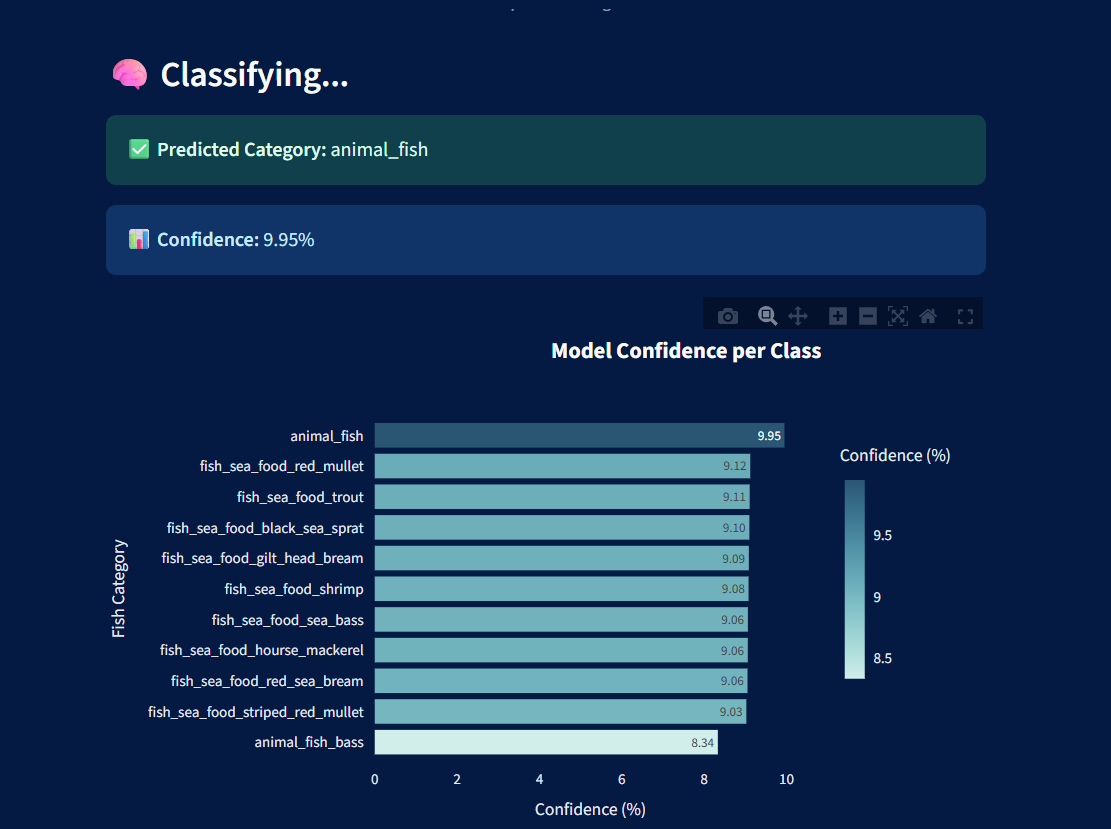 Classifying...
Predicted Category: animal_fish
Confidence: 9.95%
Model Confidence per Class
animal_fish 9.95
fish_sea_food_red_mullet 9.12
fish_sea_food_trout 9.11
fish_sea_food_black_sea_sprat 9.10
fish_sea_food_gilt_head_bream 9.09
fish_sea_food_shrimp 9.08
fish_sea_food_sea_bass 9.06
fish_sea_food_hourse_mackerel 9.06
fish_sea_food_red_sea_bream 9.06
fish_sea_food_striped_red_mullet 9.03
animal_fish_bass 8.34
0 2 4 6 8 10
Confidence (%)
Fish Category
Confidence (%)
9.5
9
8.5